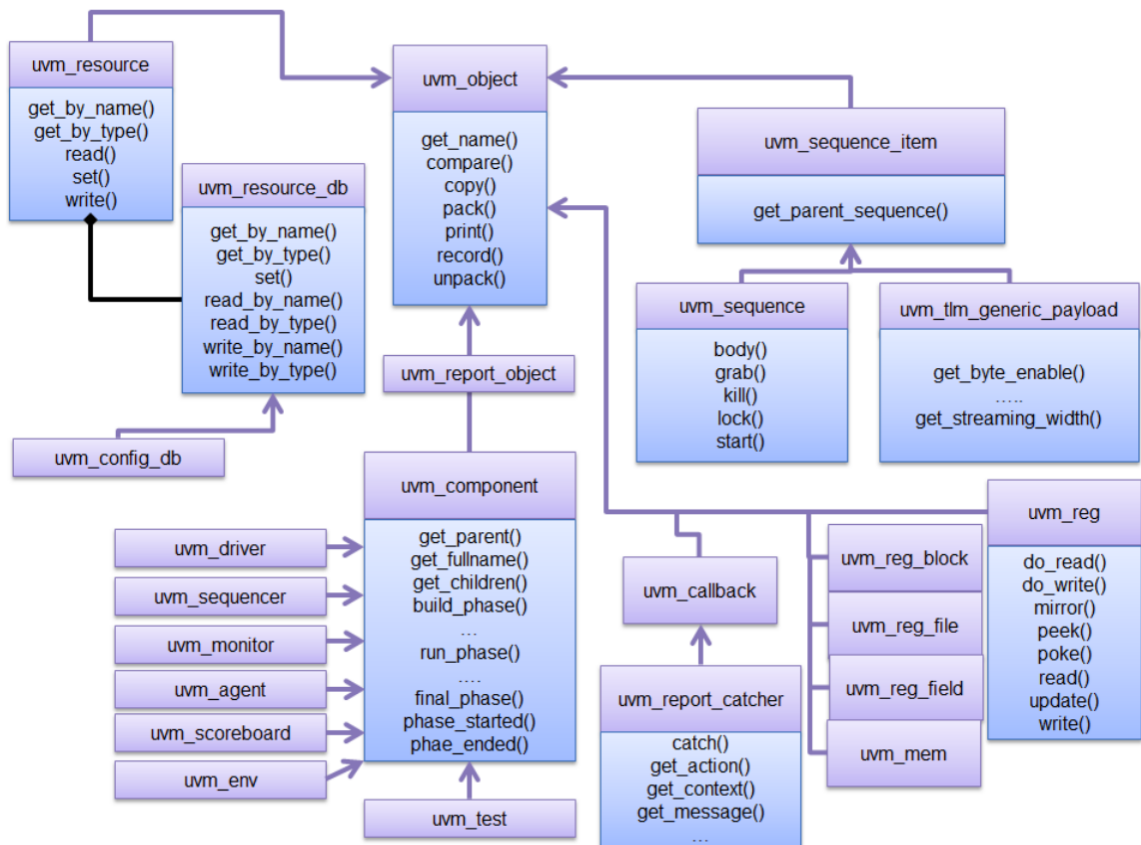 uvm_resource
get_by_name()
get_by_type()
read()
set()
write()
uvm_resource_db
get_by_name()
get_by_type()
set()
read_by_name()
read_by_type()
write_by_name()
write_by_type()
uvm_config_db
uvm_object
get_name()
compare()
copy()
pack()
print()
record()
unpack()
uvm_report_object
uvm_sequence_item
get_parent_sequence()
uvm_sequence
body()
grab()
kill()
lock()
start()
uvm_tlm_generic_payload
get_byte_enable()
.....
get_streaming_width()
uvm_component
get_parent()
get_fullname()
get_children()
build_phase()
...
run_phase()
....
final_phase()
phase_started()
phae_ended()
uvm_driver
uvm_sequencer
uvm_monitor
uvm_agent
uvm_scoreboard
uvm_env
uvm_test
uvm_callback
uvm_report_catcher
catch()
get_action()
get_context()
get_message()
...
uvm_reg_block
uvm_reg_file
uvm_reg_field
uvm_mem
uvm_reg
do_read()
do_write()
mirror()
peek()
poke()
read()
update()
write()